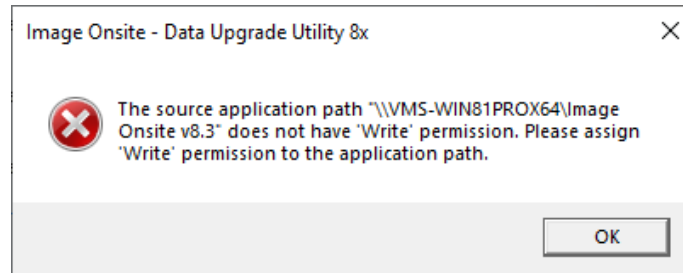 Image Onsite - Data Upgrade Utility 8x
The source application path "\\VMS-WIN81PROX64\Image
Onsite v8.3" does not have 'Write' permission. Please assign
'Write' permission to the application path.
OK